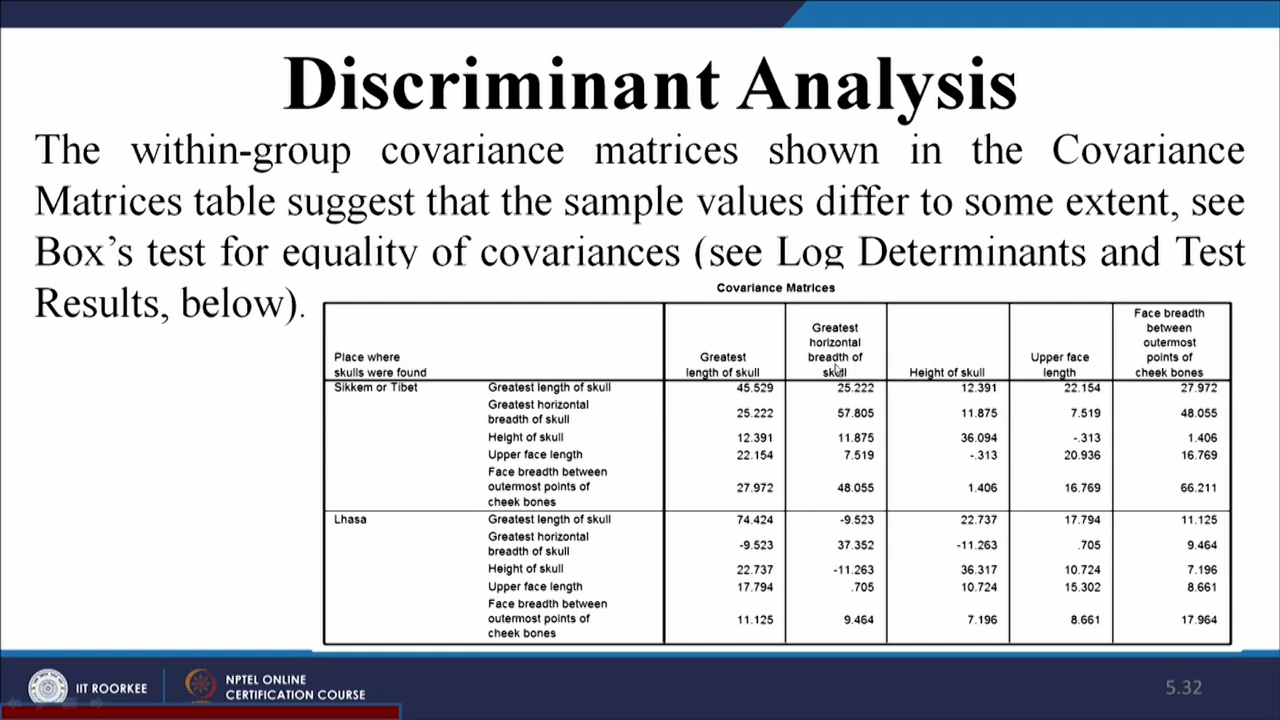 Discriminant Analysis
The within-group covariance matrices shown in the Covariance
Matrices table suggest that the sample values differ to some extent, see
Box's test for equality of covariances (see Log Determinants and Test
Results, below).
Covariance Matrices
Place where
skulls were found
Greatest
length of skull
Greatest
horizontal
breadth of
skull
Height of skull
Upper face
length
Face breadth
between
outermost
points of
cheek bones
Sikkem or Tibet Greatest length of skull 45.529 25.222 12.391 22.154 27.972
Greatest horizontal
breadth of skull 25.222 57.805 11.875 7.519 48.055
Height of skull 12.391 11.875 36.094 -.313 1.406
Upper face length 22.154 7.519 -.313 20.936 16.769
Face breadth between
outermost points of
cheek bones 27.972 48.055 1.406 16.769 66.211
Lhasa Greatest length of skull 74.424 -9.523 22.737 17.794 11.125
Greatest horizontal
breadth of skull -9.523 37.352 -11.263 .705 9.464
Height of skull 22.737 -11.263 36.317 10.724 7.196
Upper face length 17.794 .705 10.724 15.302 8.661
Face breadth between
outermost points of
cheek bones 11.125 9.464 7.196 8.661 17.964
IIT ROORKEE
NPTEL ONLINE
CERTIFICATION COURSE
5.32